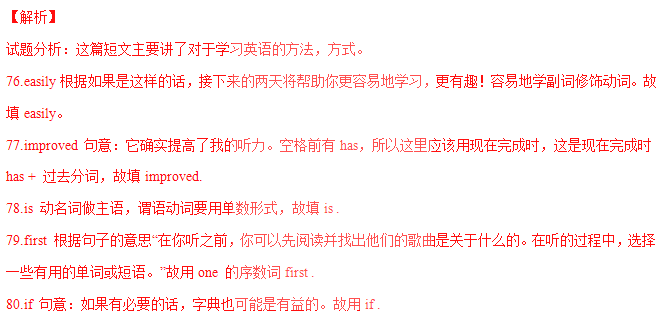 【解析】
试题分析：这篇短文主要讲了对于学习英语的方法，方式。
76.easily 根据如果是这样的话，接下来的两天将帮助你更容易地学习，更有趣！容易地学副词修饰动词。故
填 easily。
77.improved 句意：它确实提高了我的听力。空格前有 has，所以这里应该用现在完成时，这是现在完成时
has + 过去分词，故填 improved.
78.is 动名词做主语，谓语动词要用单数形式，故填 is .
79.first 根据句子的意思“在你听之前，你可以先阅读并找出他们的歌曲是关于什么的。在听的过程中，选择
一些有用的单词或短语。”故用 one 的序数词 first .
80.if 句意：如果有必要的话，字典也可能是有益的。故用 if .